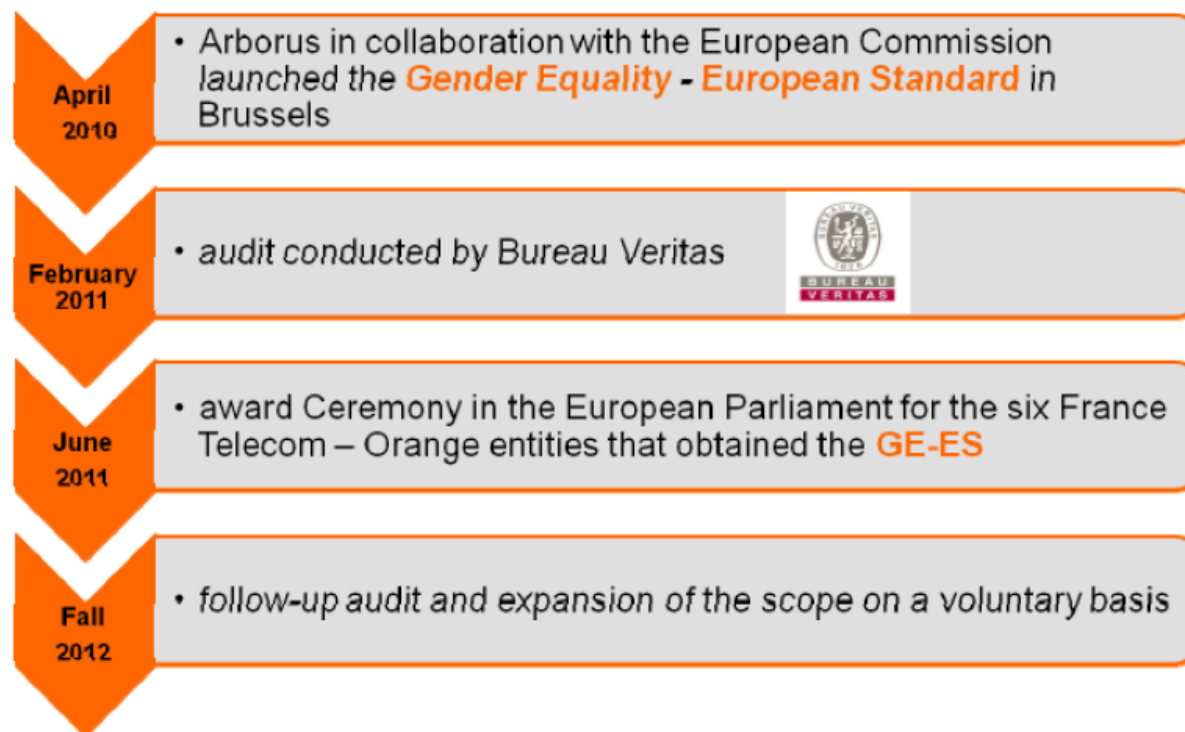 April
2010
• Arborus in collaboration with the European Commission
launched the Gender Equality - European Standard in
Brussels
February
2011
• audit conducted by Bureau Veritas
BUREAU VERITAS
1828
BUREAU
VERITAS
June
2011
• award Ceremony in the European Parliament for the six France
Telecom – Orange entities that obtained the GE-ES
Fall
2012
• follow-up audit and expansion of the scope on a voluntary basis